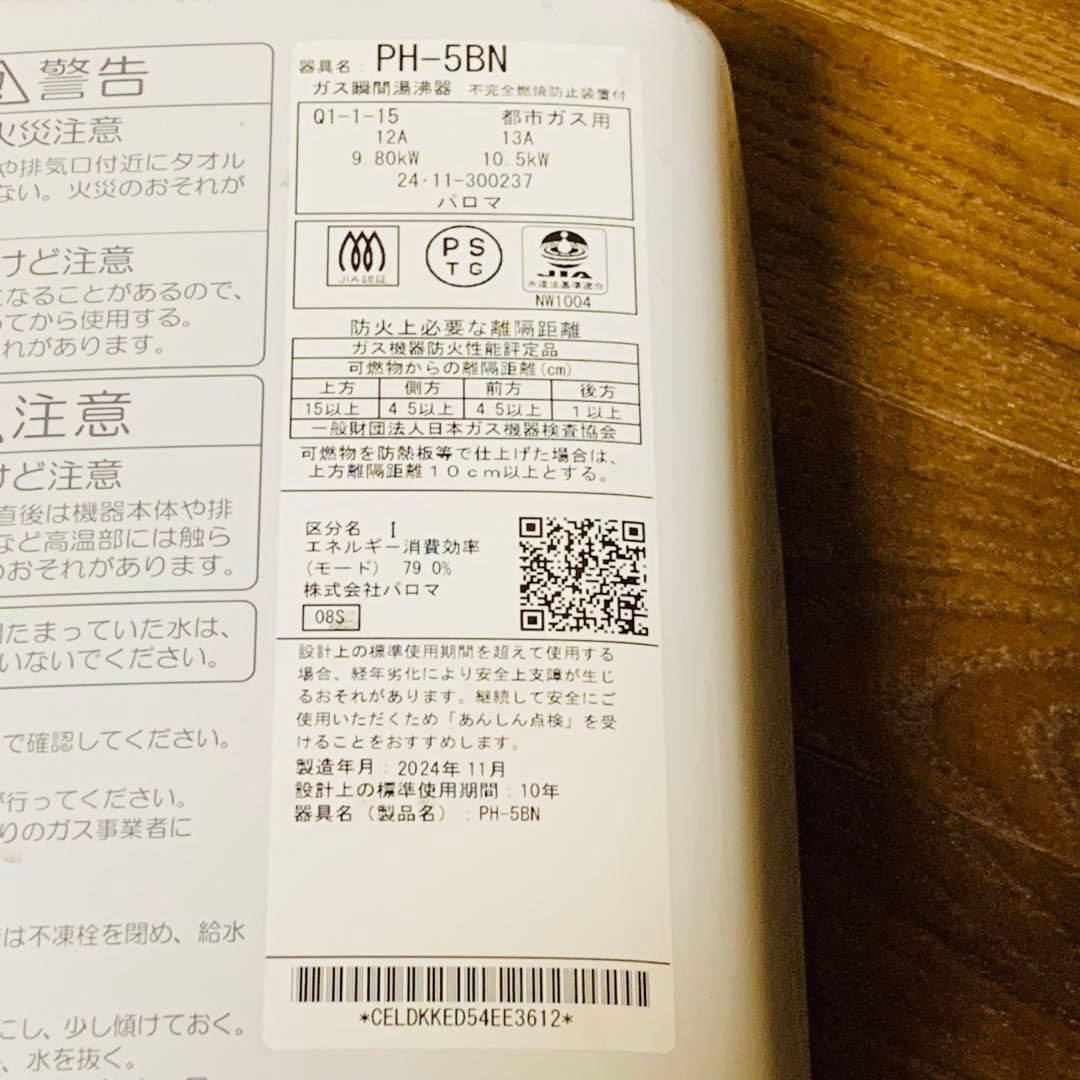 警告
火災注意
や排気口付近にタオル
ない。火災のおそれが
けど注意
になることがあるので、
ってから使用する。
れがあります。
注意
けど注意
直後は機器本体や排
など高温部には触ら
のおそれがあります。
たまっていた水は、
いないでください。
で確認してください。
が行ってください。
りのガス事業者に
は不凍栓を閉め、給水
にし、少し傾けておく。
、水を抜く。
器具名: PH-5BN
ガス瞬間湯沸器 不完全燃焼防止装置付
Q1-1-15 都市ガス用
12A 13A
9.80kW 10.5kW
24・11-300237
パロマ
JIA認証
PS
TG
JIA
水道法基準適合
NW1004
防火上必要な離隔距離
ガス機器防火性能評定品
可燃物からの離隔距離(cm)
上方 側方 前方 後方
15以上 4.5以上 4.5以上 1以上
一般財団法人日本ガス機器検査協会
可燃物を防熱板等で仕上げた場合は、
上方離隔距離10cm以上とする。
区分名 I
エネルギー消費効率
(モード) 79.0%
株式会社パロマ
08S
設計上の標準使用期間を超えて使用する
場合、経年劣化により安全上支障が生じ
るおそれがあります。継続して安全にご
使用いただくため「あんしん点検」を受
けることをおすすめします。
製造年月:2024年11月
設計上の標準使用期間:10年
器具名(製品名):PH-5BN
*CELDKKED54EE3612*